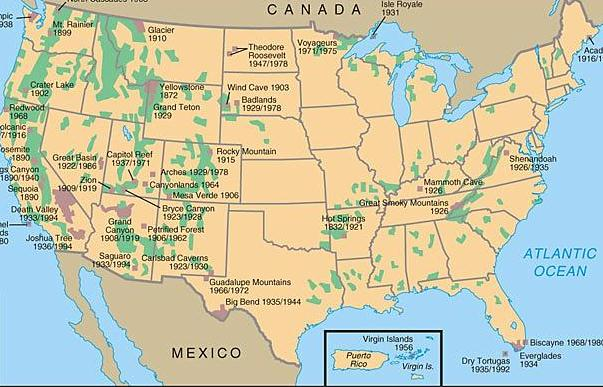 CANADA
Isle Royale
1931
Mt. Rainier
1899
Glacier
1910
Theodore
Roosevelt
1947/1978
Voyageurs
1971/1975
Crater Lake
1902
Yellowstone
1872
Grand Teton
1929
Wind Cave 1903
Badlands
1929/1978
Redwood
1968
Great Basin
1922/1986
Capitol Reef
1937/1971
Rocky Mountain
1915
Arches 1929/1978
Canyonlands 1964
Mesa Verde 1906
Zion
1909/1919
Sequoia
1890
Bryce Canyon
1923/1928
Death Valley
1933/1994
Grand
Canyon
1908/1919
Petrified Forest
1906/1962
Joshua Tree
1936/1994
Saguaro
1933/1994
Carlsbad Caverns
1923/1930
Guadalupe Mountains
1966/1972
Big Bend 1935/1944
Hot Springs
1832/1921
Mammoth Cave
1926
Great Smoky Mountains
1926
Shenandoah
1926/1935
ATLANTIC
OCEAN
MEXICO
Virgin Islands
1956
Puerto
Rico
Virgin Is.
Biscayne 1968/1980
Everglades
1934
Dry Tortugas
1935/1992